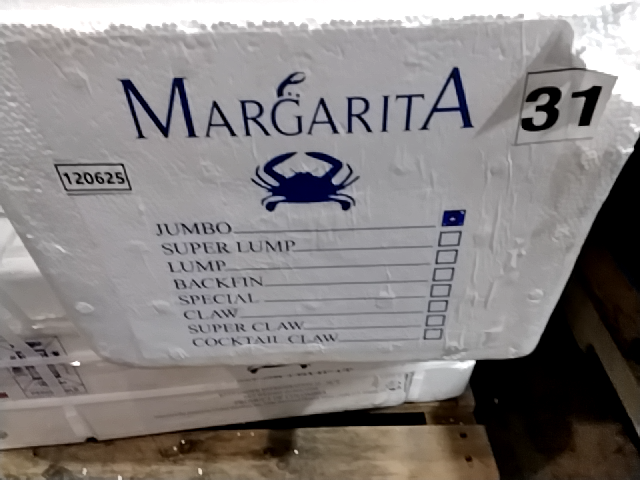 MARGARITA
31
120625
JUMBO
SUPER LUMP
LUMP
BACKFIN
SPECIAL
CLAW
SUPER CLAW
COCKTAIL CLAW